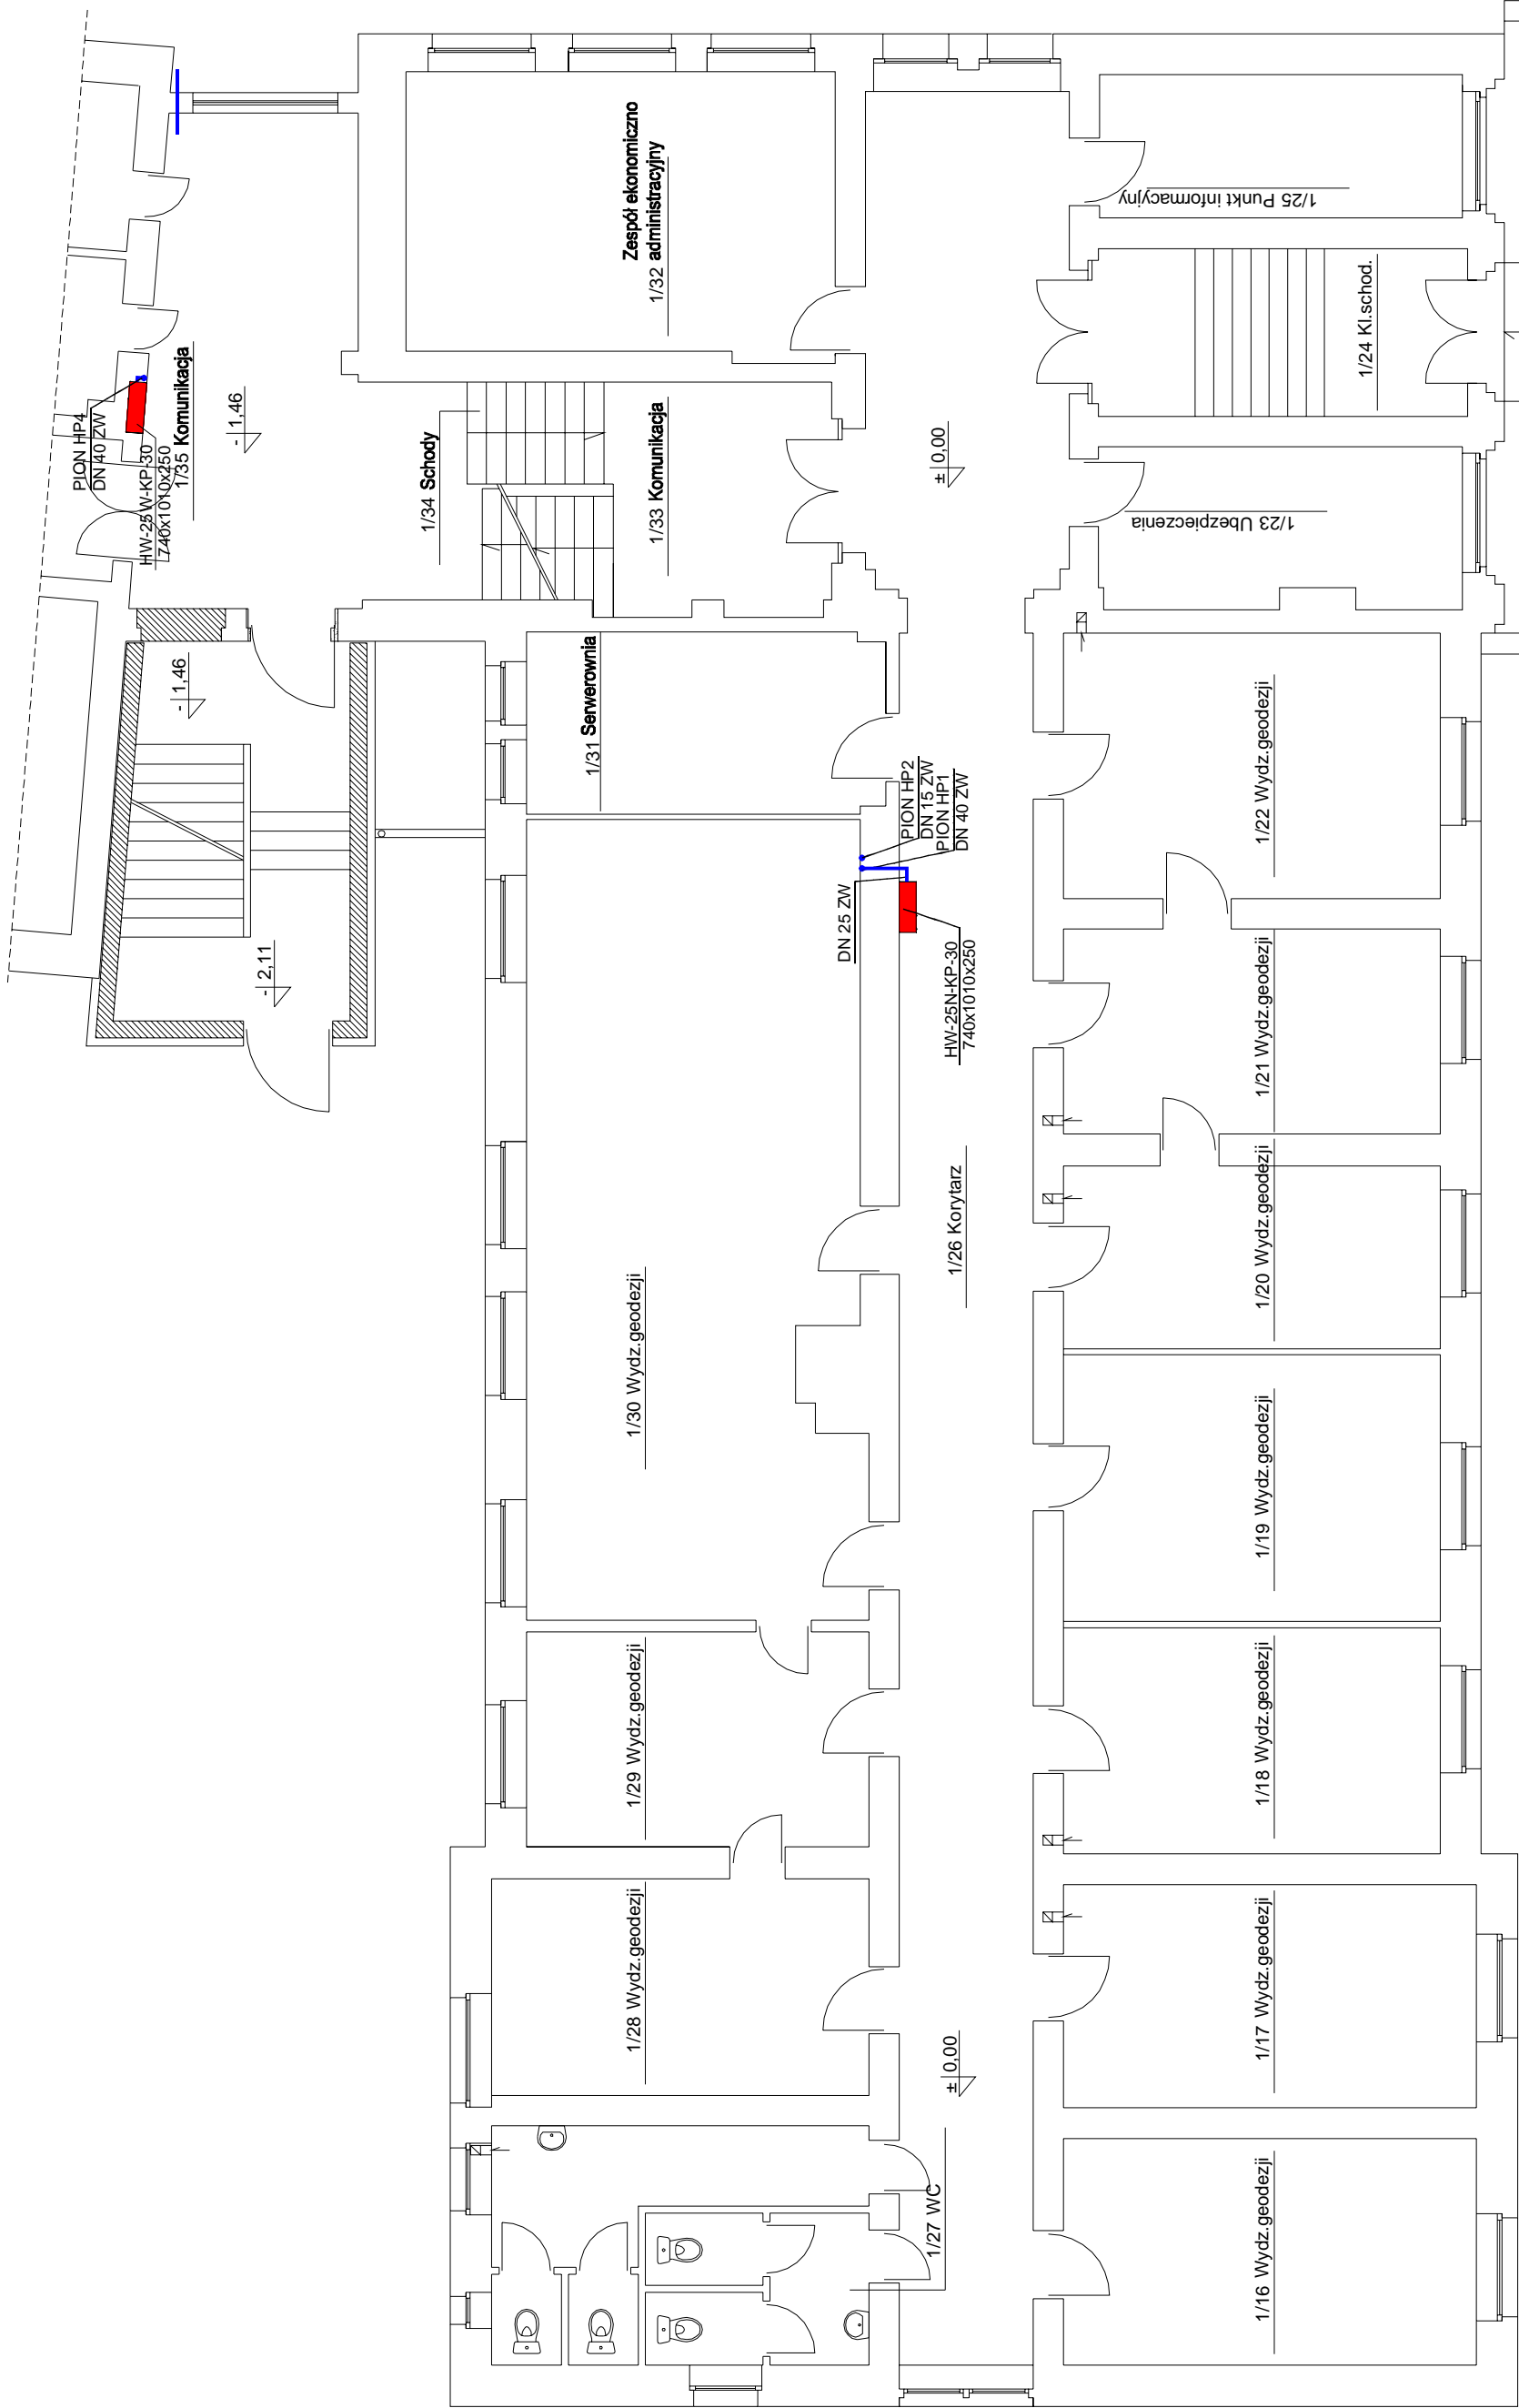 PION HP4
DN 40 ZW
HW-25W-KP-30
740x1010x250
1/35 Komunikacja
- 1,46
- 1,46
- 2,11
1/34 Schody
1/33 Komunikacja
Zespół ekonomiczno
1/32 administracyjny
1/31 Serwerownia
± 0,00
1/25 Punkt informacyjny
1/24 Kl.schod.
1/23 Ubezpieczenia
PION HP2
DN 15 ZW
PION HP1
DN 40 ZW
DN 25 ZW
HW-25N-KP-30
740x1010x250
1/22 Wydz.geodezji
1/21 Wydz.geodezji
1/20 Wydz.geodezji
1/26 Korytarz
1/30 Wydz.geodezji
1/19 Wydz.geodezji
1/29 Wydz.geodezji
1/18 Wydz.geodezji
1/28 Wydz.geodezji
1/17 Wydz.geodezji
± 0,00
1/27 WC
1/16 Wydz.geodezji